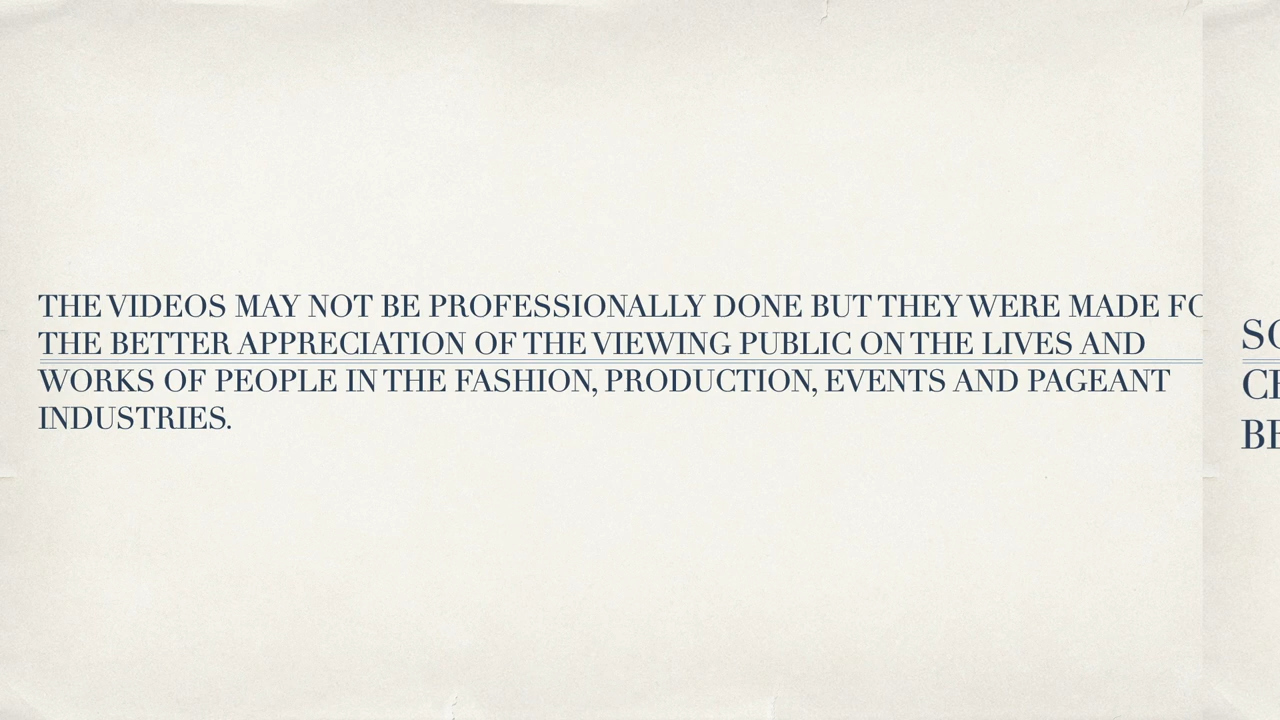 THE VIDEOS MAY NOT BE PROFESSIONALLY DONE BUT THEY WERE MADE
THE BETTER APPRECIATION OF THE VIEWING PUBLIC ON THE LIVES AND
WORKS OF PEOPLE IN THE FASHION, PRODUCTION, EVENTS AND PAGEANT
INDUSTRIES.